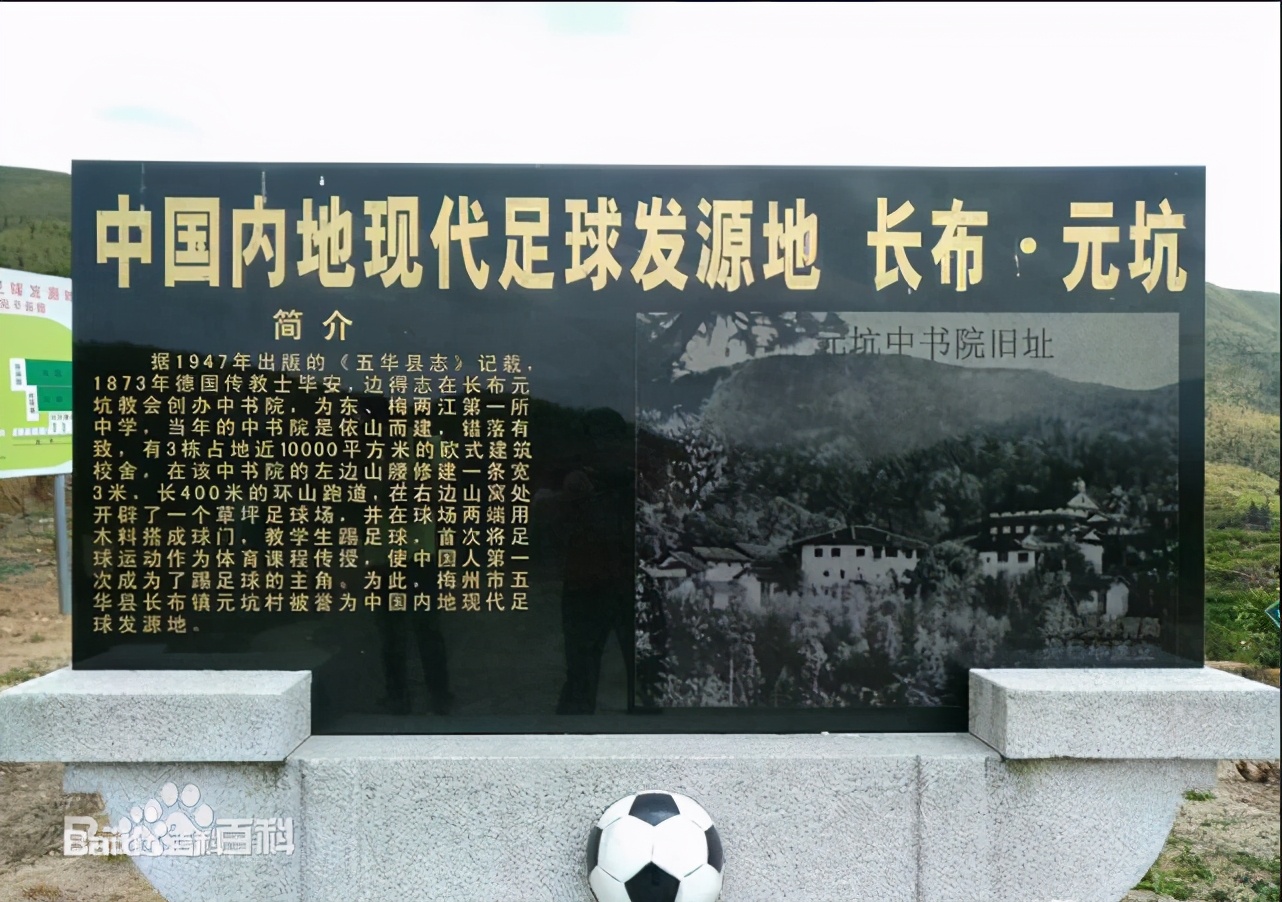 中国内地现代足球发源地 长布·元坑
简介
据1947年出版的《五华县志》记载，
1873年德国传教士毕安，边得志在长布元
坑教会创办中书院，为东、梅两江第一所
中学，当年的中书院是依山而建，错落有
致，有3栋占地近10000平方米的欧式建筑
校舍，在该中书院的左边山腰修建一条宽
3米，长400米的环山跑道，在右边山窝处
开辟了一个草坪足球场，并在球场两端用
木料搭成球门，教学生踢足球，首次将足
球运动作为体育课程传授，使中国人第一
次成为了踢足球的主角。为此，梅州市五
华县长布镇元坑村被誉为中国内地现代足
球发源地。
元坑中书院旧址
Baidu百科